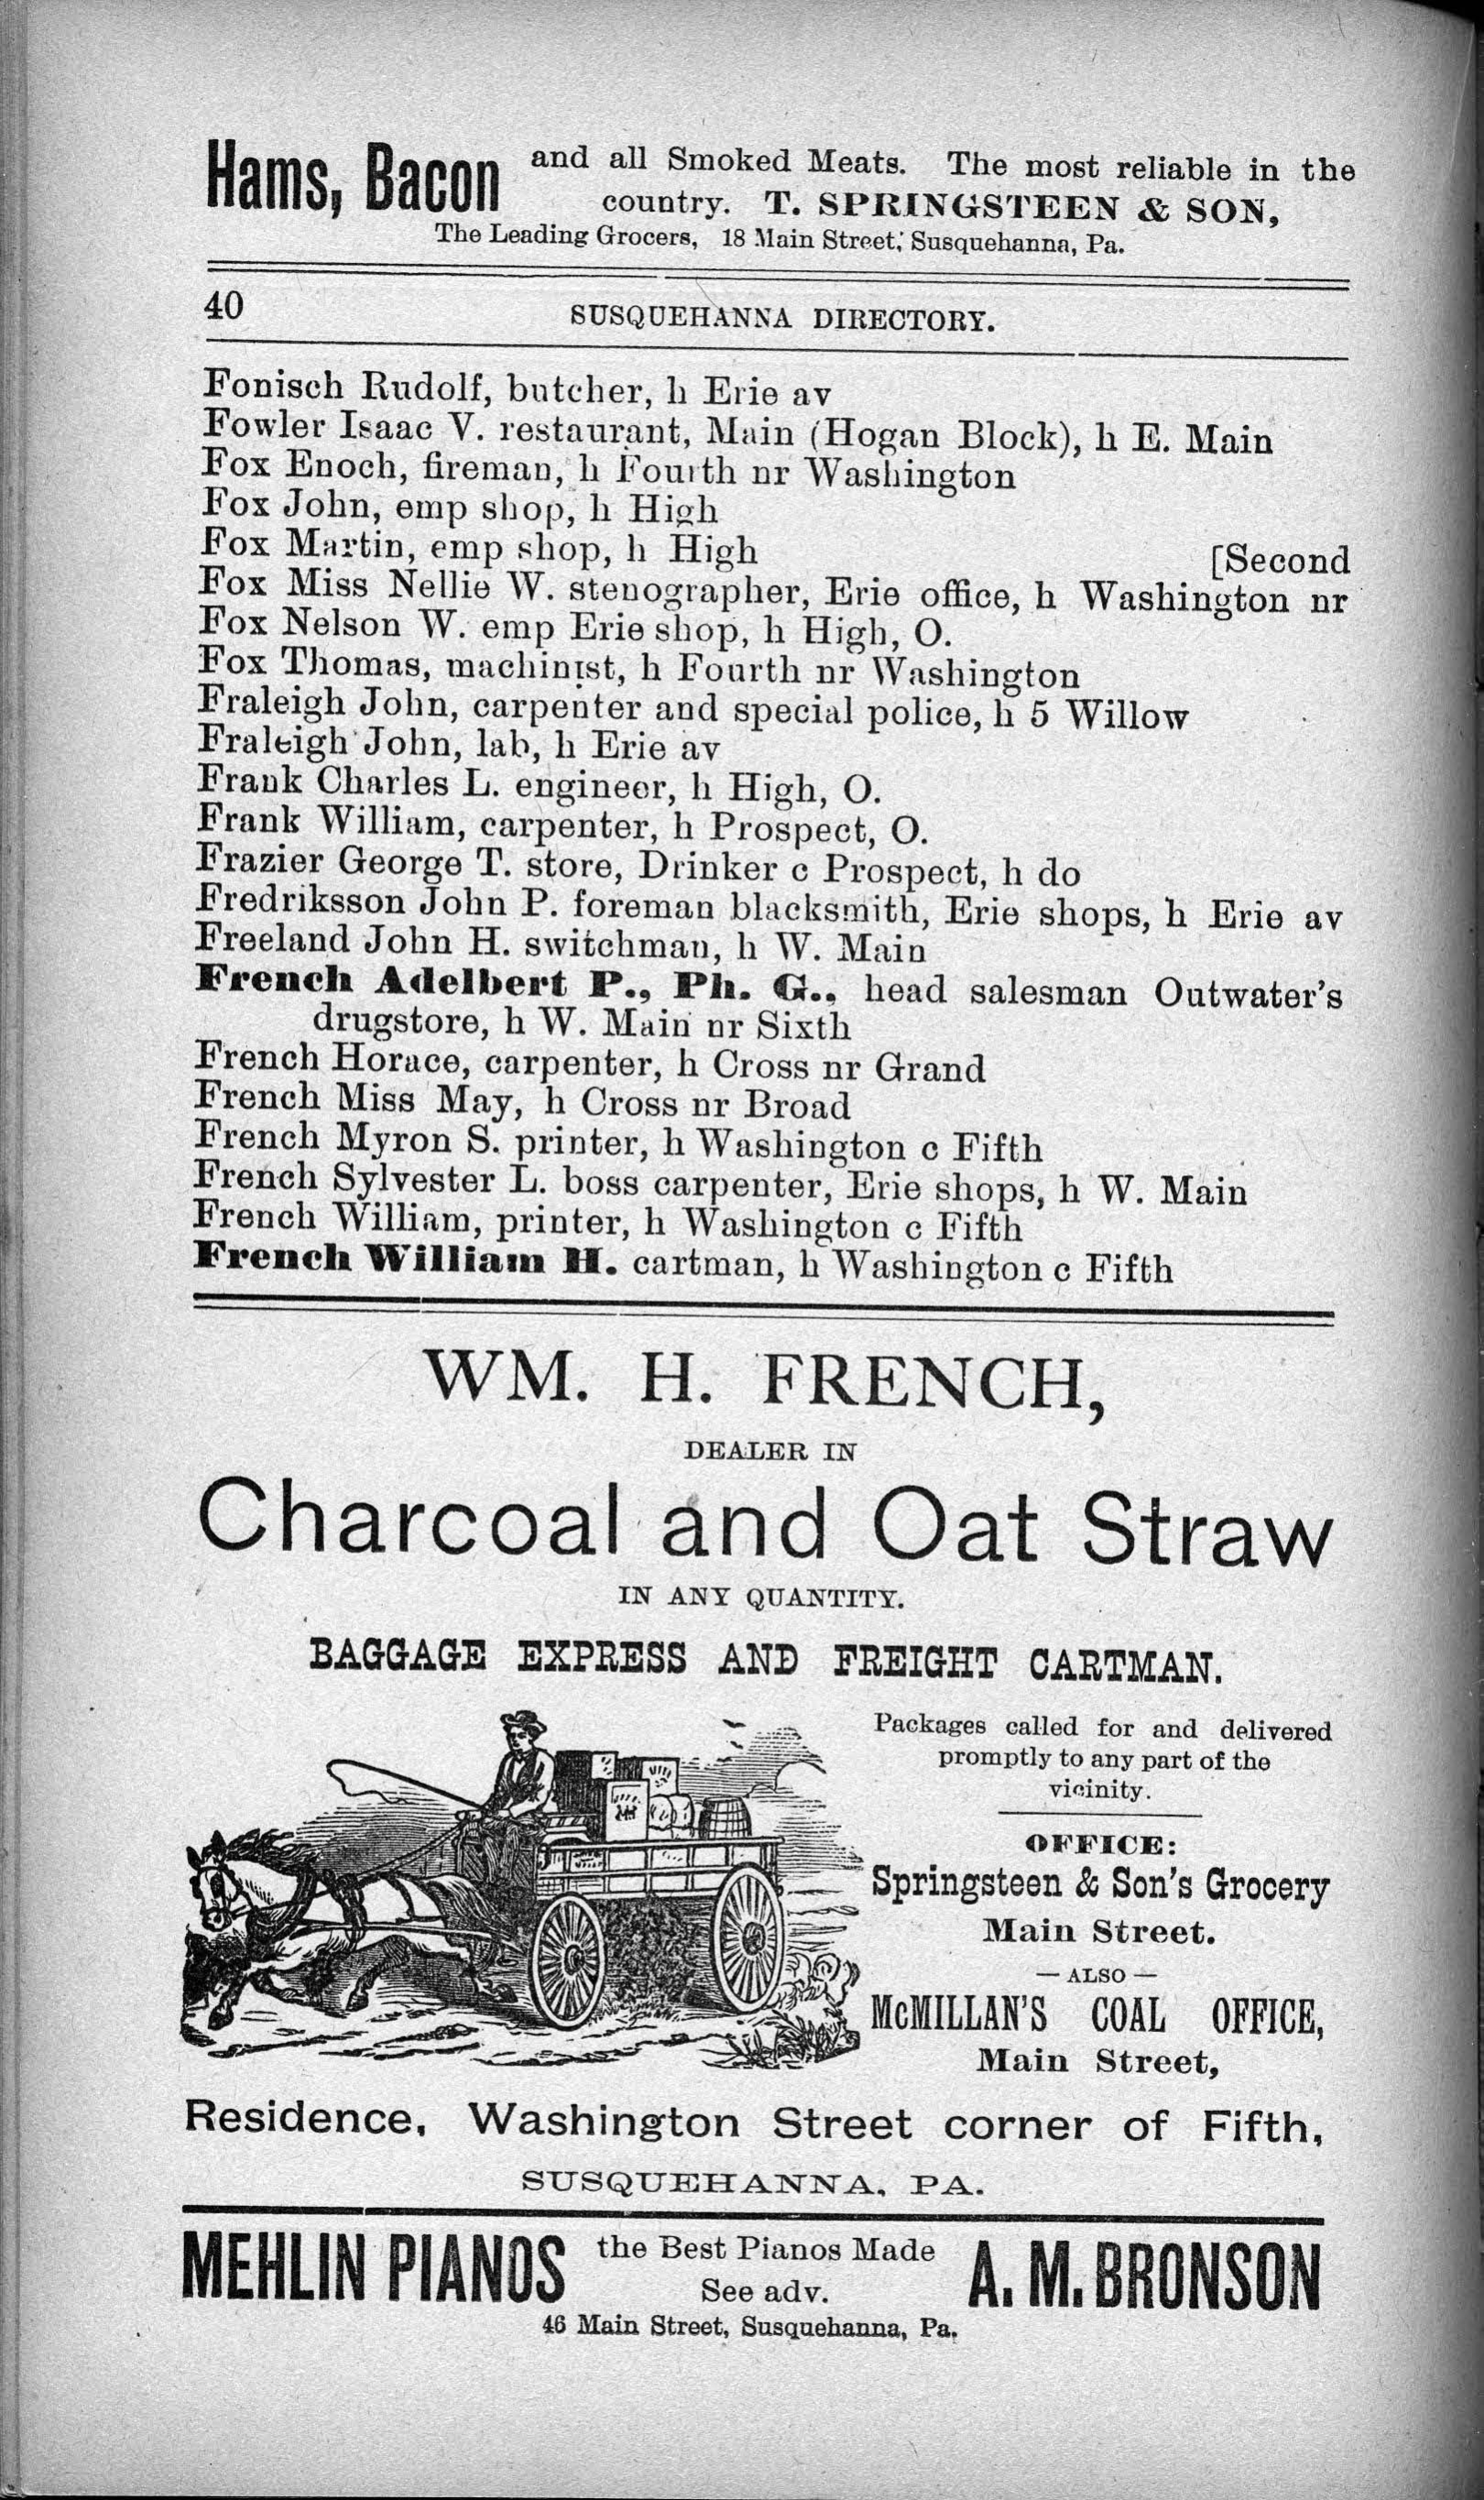 Hams, Bacon and all Smoked Meats. The most reliable in the
country. T. SPRINGSTEEN & SON,
The Leading Grocers, 18 Main Street, Susquehanna, Pa.
40 SUSQUEHANNA DIRECTORY.
Fonisch Rudolf, butcher, h Erie av
Fowler Isaac V. restaurant, Main (Hogan Block), h E. Main
Fox Enoch, fireman, h Fourth nr Washington
Fox John, emp shop, h High
Fox Martin, emp shop, h High [Second
Fox Miss Nellie W. stenographer, Erie office, h Washington nr
Fox Nelson W. emp Erie shop, h High, O.
Fox Thomas, machinist, h Fourth nr Washington
Fraleigh John, carpenter and special police, h 5 Willow
Fraleigh John, lab, h Erie av
Frank Charles L. engineer, h High, O.
Frank William, carpenter, h Prospect, O.
Frazier George T. store, Drinker c Prospect, h do
Fredriksson John P. foreman blacksmith, Erie shops, h Erie av
Freeland John H. switchman, h W. Main
French Adelbert P., Ph. G., head salesman Outwater's
drugstore, h W. Main nr Sixth
French Horace, carpenter, h Cross nr Grand
French Miss May, h Cross nr Broad
French Myron S. printer, h Washington c Fifth
French Sylvester L. boss carpenter, Erie shops, h W. Main
French William, printer, h Washington c Fifth
French William H. cartman, h Washington c Fifth
WM. H. FRENCH,
DEALER IN
Charcoal and Oat Straw
IN ANY QUANTITY.
BAGGAGE EXPRESS AND FREIGHT CARTMAN.
Packages called for and delivered
promptly to any part of the
vicinity.
OFFICE:
Springsteen & Son's Grocery
Main Street.
— ALSO —
McMILLAN'S COAL OFFICE,
Main Street,
Residence, Washington Street corner of Fifth,
SUSQUEHANNA, PA.
MEHLIN PIANOS the Best Pianos Made A. M. BRONSON
See adv.
46 Main Street, Susquehanna, Pa.